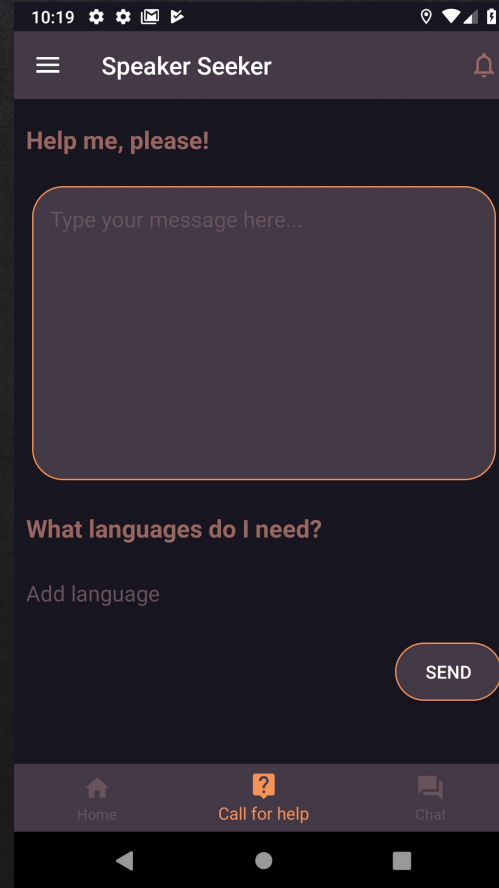 10:19
Speaker Seeker
Help me, please!
Type your message here...
What languages do I need?
Add language
SEND
Home
Call for help
Chat